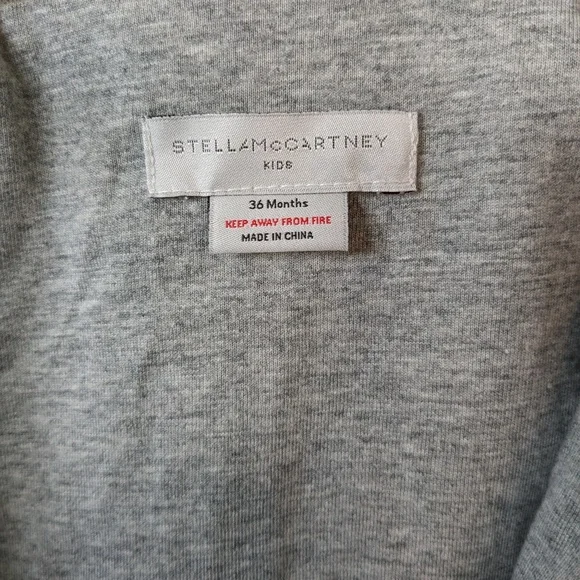 STELLAMcCARTNEY
KIDS
36 Months
KEEP AWAY FROM FIRE
MADE IN CHINA